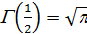 Γ(1/2) = √π